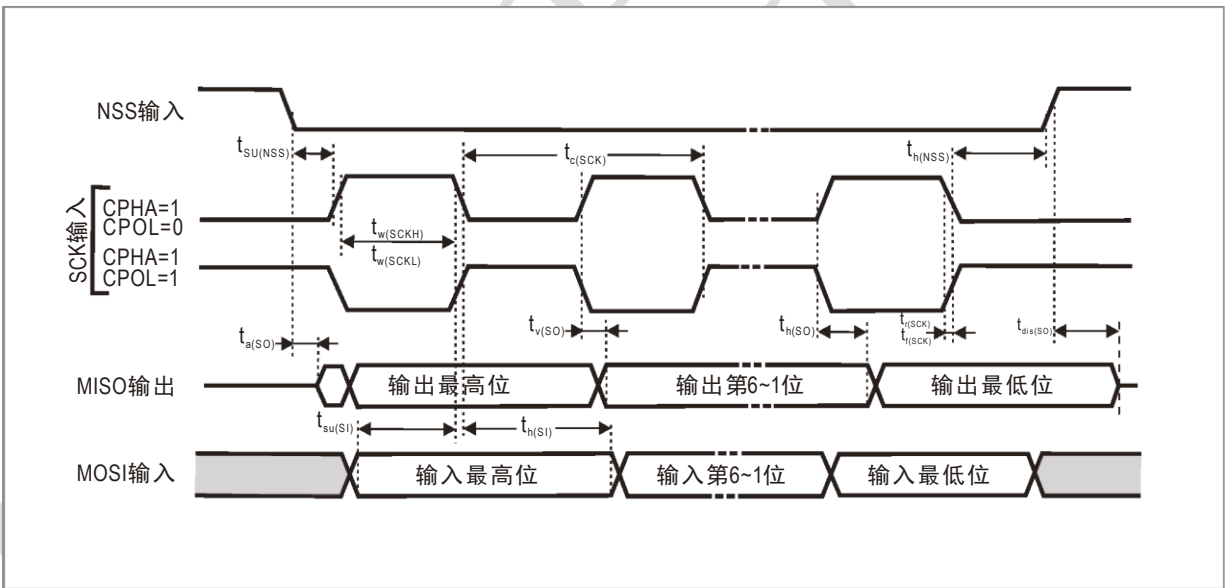 NSS输入
tSU(NSS)
tc(SCK)
th(NSS)
SCK输入
CPHA=1
CPOL=0
tw(SCKH)
tw(SCKL)
CPHA=1
CPOL=1
ta(SO)
tv(SO)
th(SO)
tr(SCK)
tf(SCK)
tdis(SO)
MISO输出
输出最高位
输出第6~1位
输出最低位
tsu(SI)
th(SI)
MOSI输入
输入最高位
输入第6~1位
输入最低位